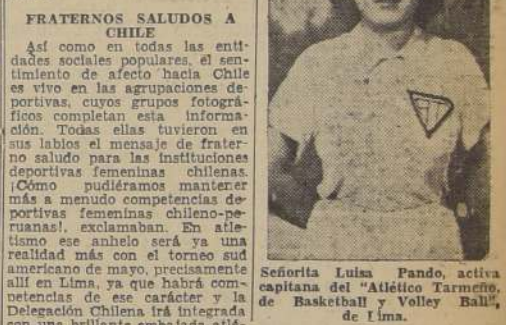 FRATERNOS SALUDOS A
CHILE
Así como en todas las enti-
dades sociales populares, el sen-
timiento de afecto hacia Chile
es vivo en las agrupaciones de-
portivas, cuyos grupos fotográ-
ficos completan esta informa-
ción. Todas ellas tuvieron en
sus labios el mensaje de frater-
no saludo para las instituciones
deportivas femeninas chilenas.
¡Cómo pudiéramos mantener
más a menudo competencias de-
portivas femeninas chileno-pe-
ruanas!, exclamaban. En atle-
tismo ese anhelo será ya una
realidad más con el torneo sud
americano de mayo, precisamente
allí en Lima, ya que habrá com-
petencias de ese carácter y la
Delegación Chilena irá integrada
con una brillante embajada atlé-
Señorita Luisa Pando, activa
capitana del "Atlético Tarmeño,
de Basketball y Volley Ball",
de Lima.